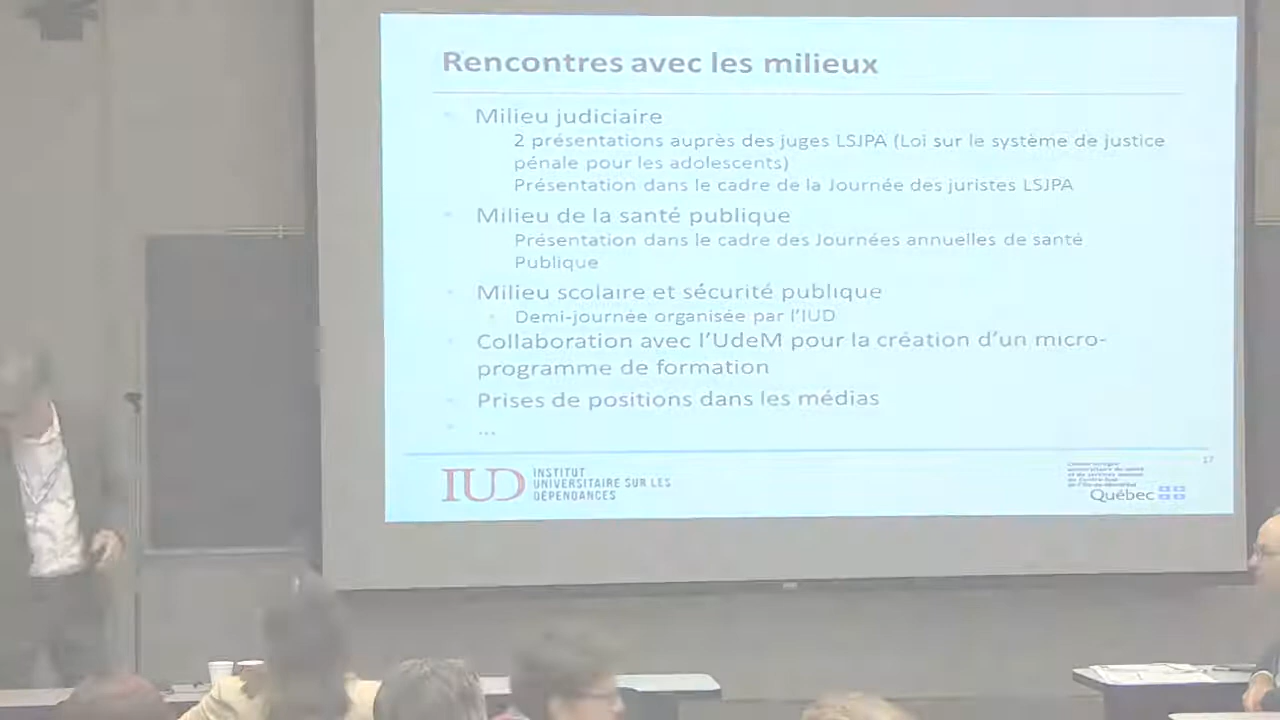 Rencontres avec les milieux
Milieu judiciaire
2 présentations auprès des juges LSJPA (Loi sur le système de justice
pénale pour les adolescents)
Présentation dans le cadre de la Journée des juristes LSJPA
Milieu de la santé publique
Présentation dans le cadre des Journées annuelles de santé
Publique
Milieu scolaire et sécurité publique
Demi-journée organisée par l'IUD
Collaboration avec l'UdeM pour la création d'un micro-
programme de formation
Prises de positions dans les médias
...
17
IUD
INSTITUT
UNIVERSITAIRE SUR LES
DÉPENDANCES
Québec